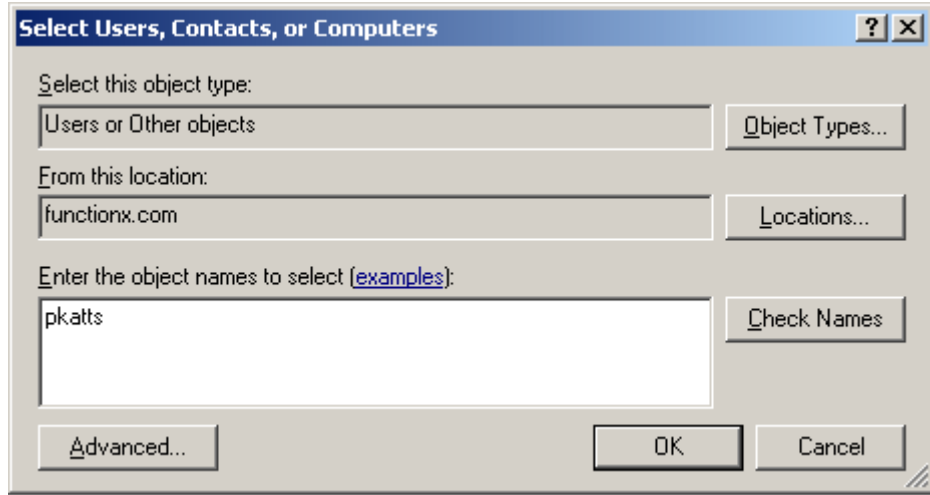 Select Users, Contacts, or Computers
Select this object type:
Users or Other objects
Object Types...
From this location:
functionx.com
Locations...
Enter the object names to select (examples):
pkatts
Check Names
Advanced...
OK
Cancel